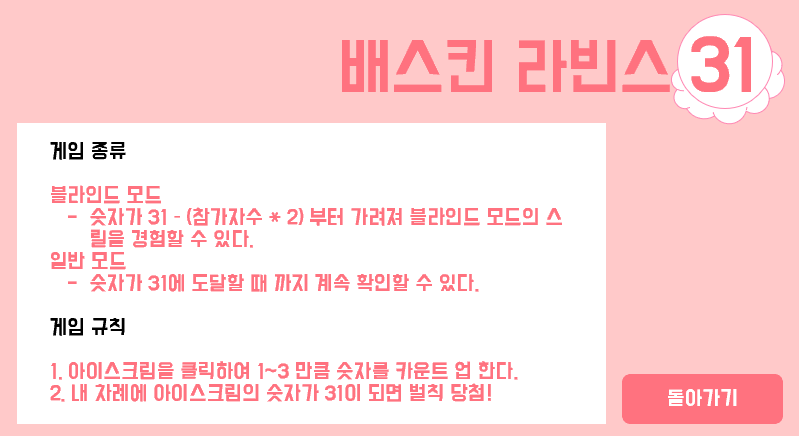 배스킨 라빈스 31
게임 종류
블라인드 모드
- 숫자가 31 - (참가자수 * 2) 부터 가려져 블라인드 모드의 스
릴을 경험할 수 있다.
일반 모드
- 숫자가 31에 도달할 때 까지 계속 확인할 수 있다.
게임 규칙
1. 아이스크림을 클릭하여 1~3 만큼 숫자를 카운트 업 한다.
2. 내 차례에 아이스크림의 숫자가 31이 되면 벌칙 당첨!
돌아가기